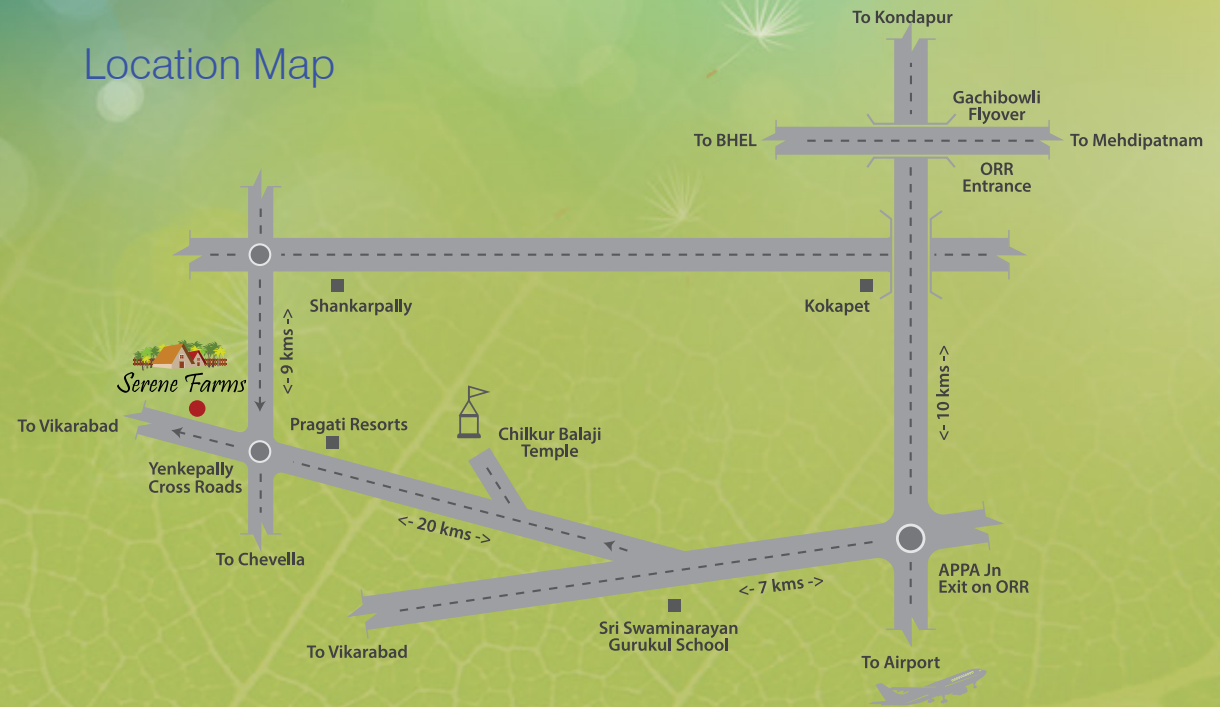 To Kondapur
Location Map
Gachibowli
Flyover
To BHEL
To Mehdipatnam
ORR
Entrance
Shankarpally
Kokapet
<- 9 kms ->
<- 10 kms ->
Serene Farms
To Vikarabad
Pragati Resorts
Chilkur Balaji
Temple
Yenkepally
Cross Roads
<- 20 kms ->
To Chevella
APPA Jn
Exit on ORR
<- 7 kms ->
Sri Swaminarayan
Gurukul School
To Vikarabad
To Airport